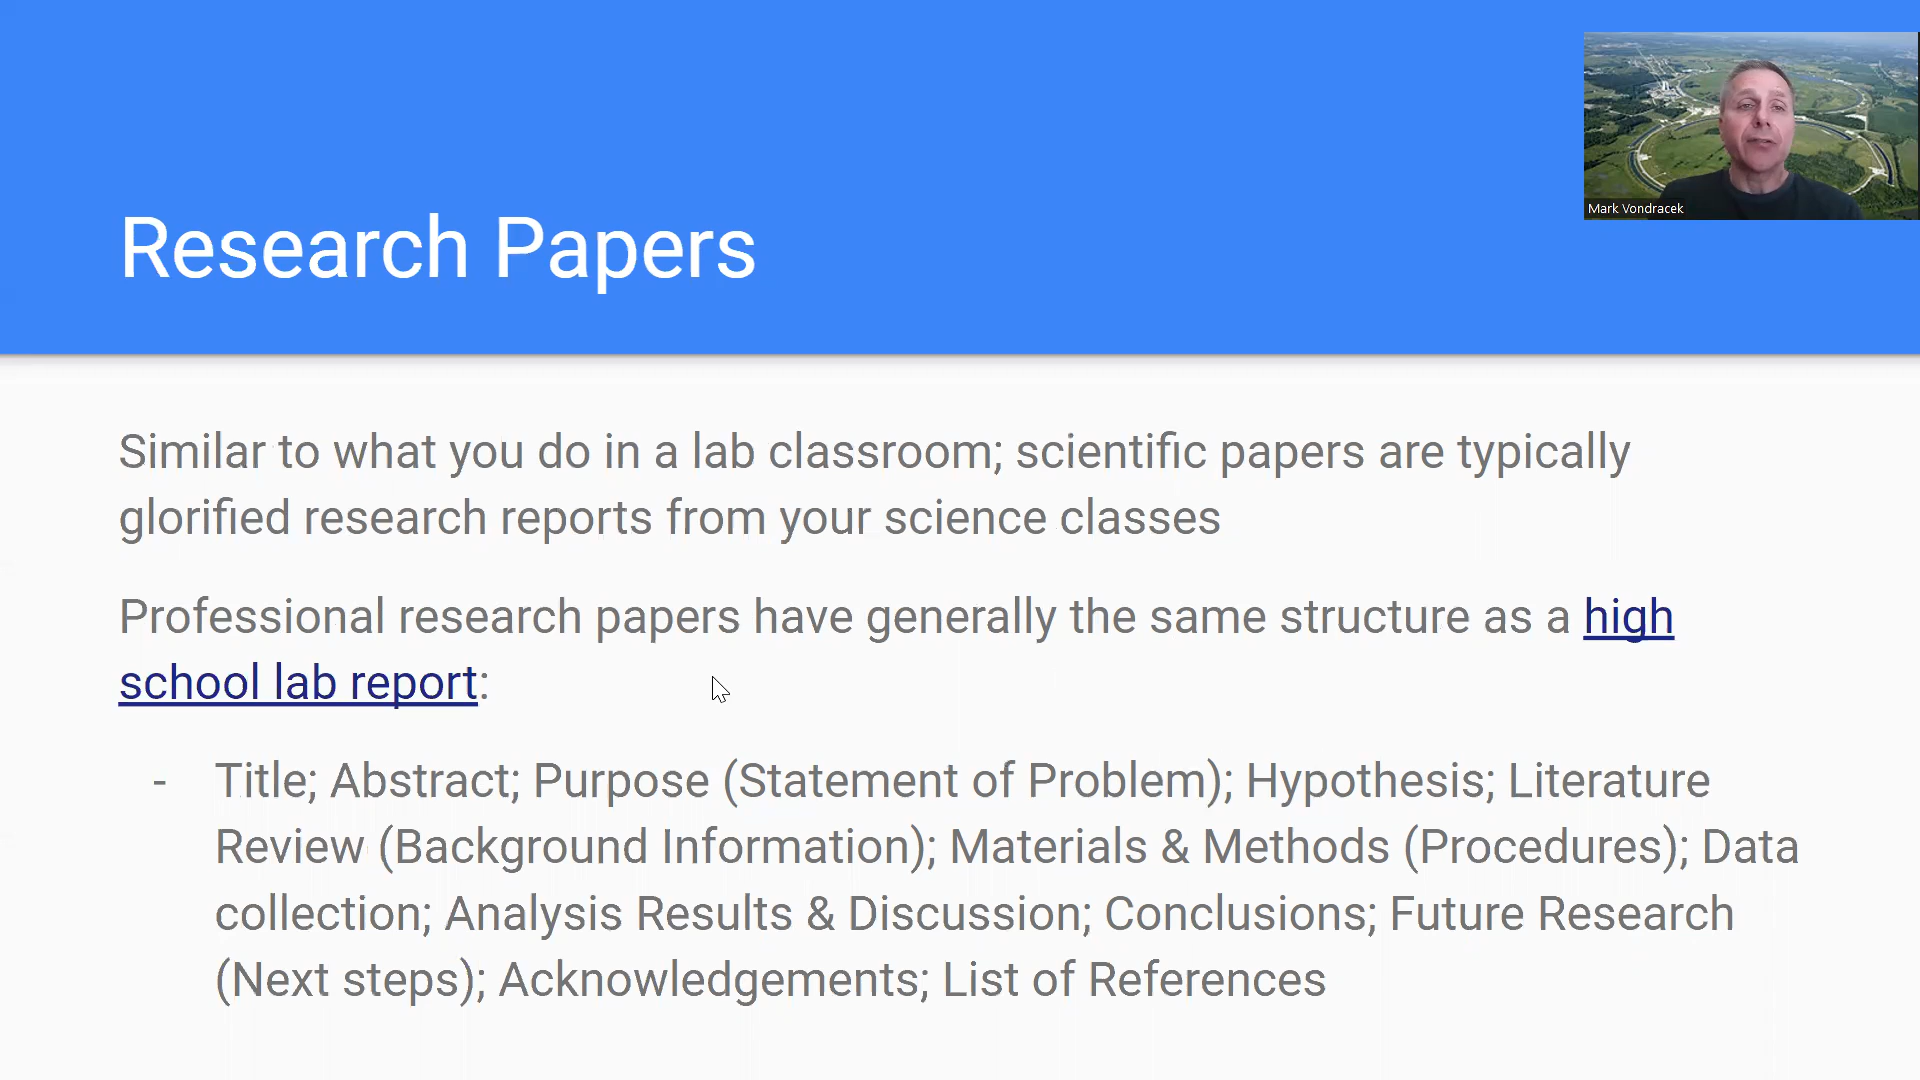 Mark Vondracek
Research Papers
Similar to what you do in a lab classroom; scientific papers are typically
glorified research reports from your science classes
Professional research papers have generally the same structure as a high
school lab report:
- Title; Abstract; Purpose (Statement of Problem); Hypothesis; Literature
Review (Background Information); Materials & Methods (Procedures); Data
collection; Analysis Results & Discussion; Conclusions; Future Research
(Next steps); Acknowledgements; List of References